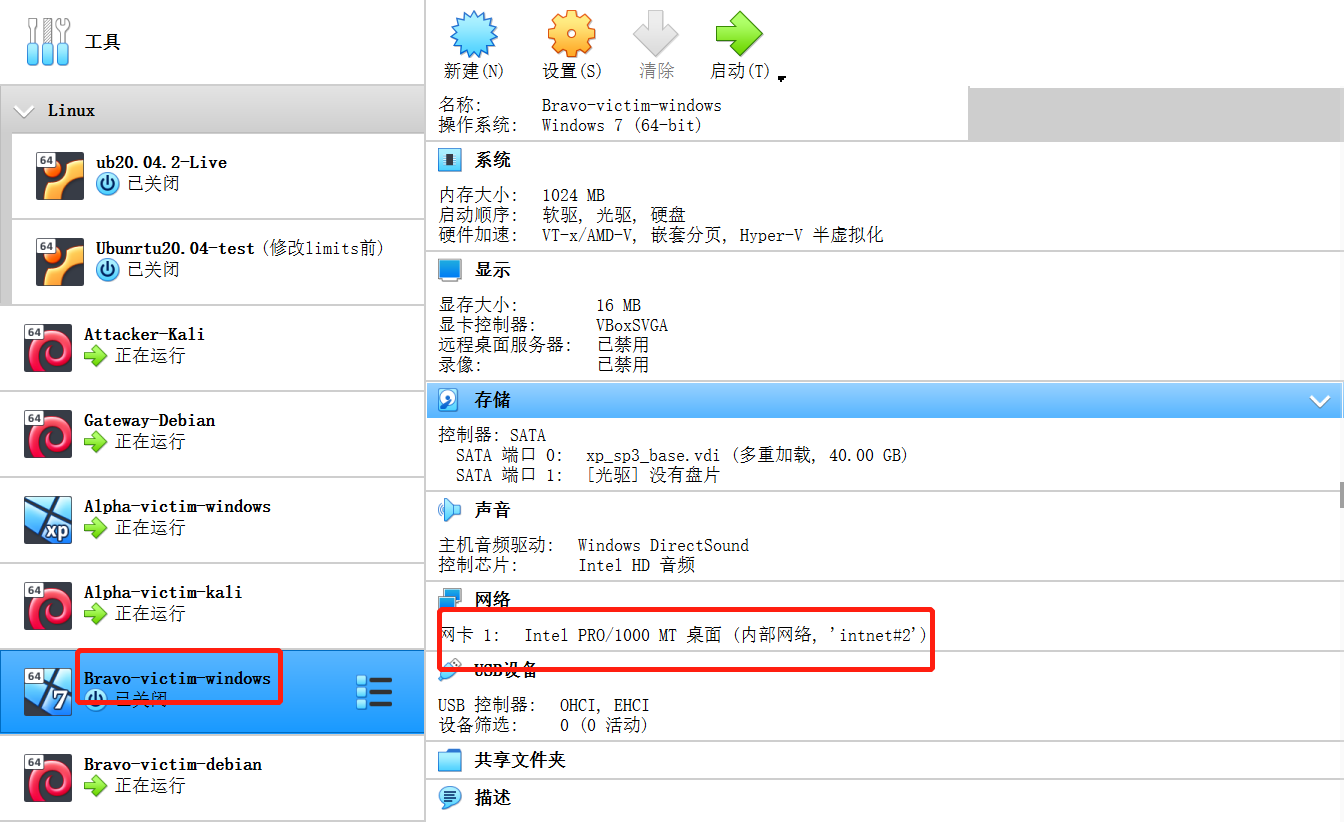 工具
Linux
64
ub20.04.2-Live
已关闭
64
Ubunrtu20.04-test (修改limits前)
已关闭
64
Attacker-Kali
正在运行
64
Gateway-Debian
正在运行
xp
Alpha-victim-windows
正在运行
64
Alpha-victim-kali
正在运行
64
7
Bravo-victim-windows
已关闭
64
Bravo-victim-debian
正在运行
新建(N) 设置(S) 清除 启动(T)
名称: Bravo-victim-windows
操作系统: Windows 7 (64-bit)
系统
内存大小: 1024 MB
启动顺序: 软驱, 光驱, 硬盘
硬件加速: VT-x/AMD-V, 嵌套分页, Hyper-V 半虚拟化
显示
显存大小: 16 MB
显卡控制器: VBoxSVGA
远程桌面服务器: 已禁用
录像: 已禁用
存储
控制器: SATA
SATA 端口 0: xp_sp3_base.vdi (多重加载, 40.00 GB)
SATA 端口 1: [光驱] 没有盘片
声音
主机音频驱动: Windows DirectSound
控制芯片: Intel HD 音频
网络
网卡 1: Intel PRO/1000 MT 桌面 (内部网络, 'intnet#2')
USB设备
USB 控制器: OHCI, EHCI
设备筛选: 0 (0 活动)
共享文件夹
描述